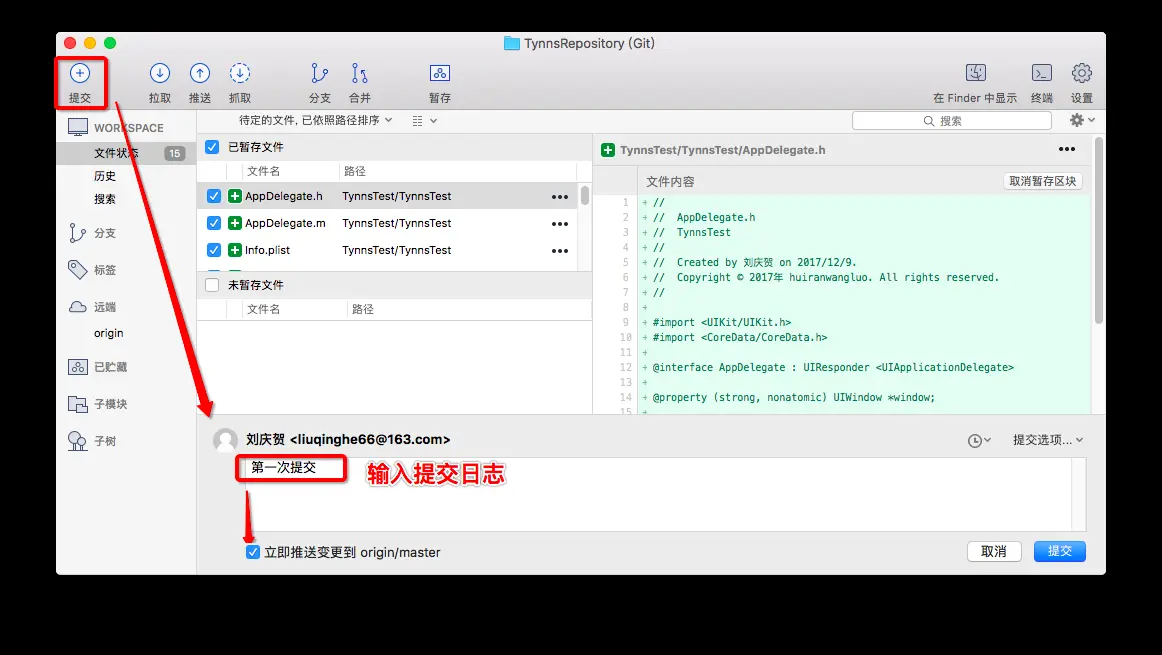 TynnsRepository (Git)
提交
拉取
推送
抓取
分支
合并
暂存
在 Finder 中显示
终端
设置
WORKSPACE
文件状态
15
历史
搜索
分支
标签
远端
origin
已贮藏
子模块
子树
待定的文件, 已依照路径排序
搜索
已暂存文件
文件名 路径
AppDelegate.h TynnsTest/TynnsTest
AppDelegate.m TynnsTest/TynnsTest
Info.plist TynnsTest/TynnsTest
未暂存文件
文件名 路径
TynnsTest/TynnsTest/AppDelegate.h
文件内容
取消暂存区块
1 + //
2 + //  AppDelegate.h
3 + //  TynnsTest
4 + //
5 + //  Created by 刘庆贺 on 2017/12/9.
6 + //  Copyright © 2017年 huiranwangluo. All rights reserved.
7 + //
8 +
9 + #import <UIKit/UIKit.h>
10 + #import <CoreData/CoreData.h>
11 +
12 + @interface AppDelegate : UIResponder <UIApplicationDelegate>
13 +
14 + @property (strong, nonatomic) UIWindow *window;
15 +
刘庆贺 <liuqinghe66@163.com>
提交选项...
第一次提交
输入提交日志
立即推送变更到 origin/master
取消
提交